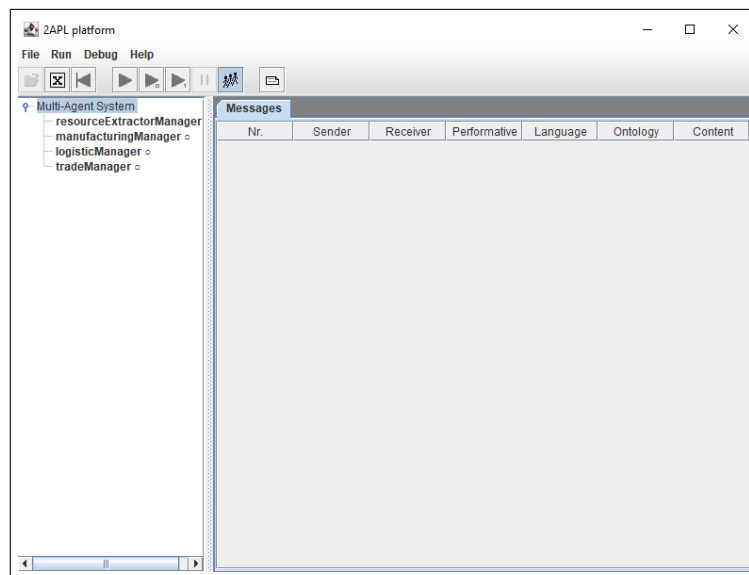 2APL platform
File Run Debug Help
Multi-Agent System
resourceExtractorManager
manufacturingManager
logisticManager
tradeManager
Messages
Nr. Sender Receiver Performative Language Ontology Content